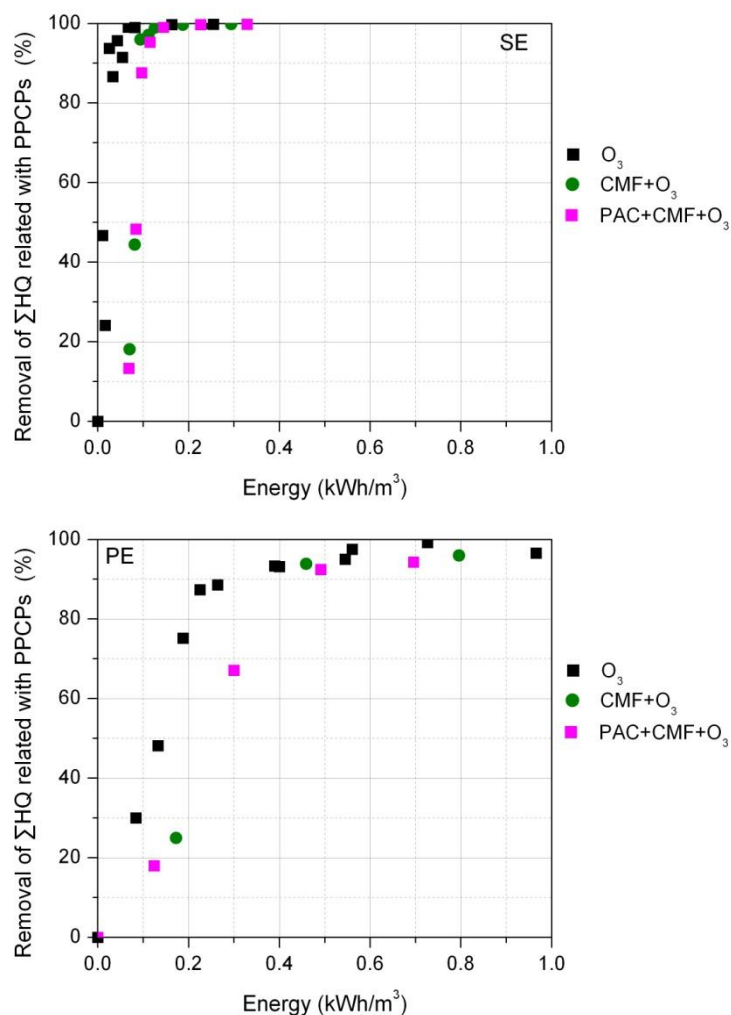 100
80
60
40
20
0
Removal of ∑HQ related with PPCPs (%)
SE
O₃
CMF+O₃
PAC+CMF+O₃
0.0 0.2 0.4 0.6 0.8 1.0
Energy (kWh/m³)
100
80
60
40
20
0
Removal of ∑HQ related with PPCPs (%)
PE
O₃
CMF+O₃
PAC+CMF+O₃
0.0 0.2 0.4 0.6 0.8 1.0
Energy (kWh/m³)